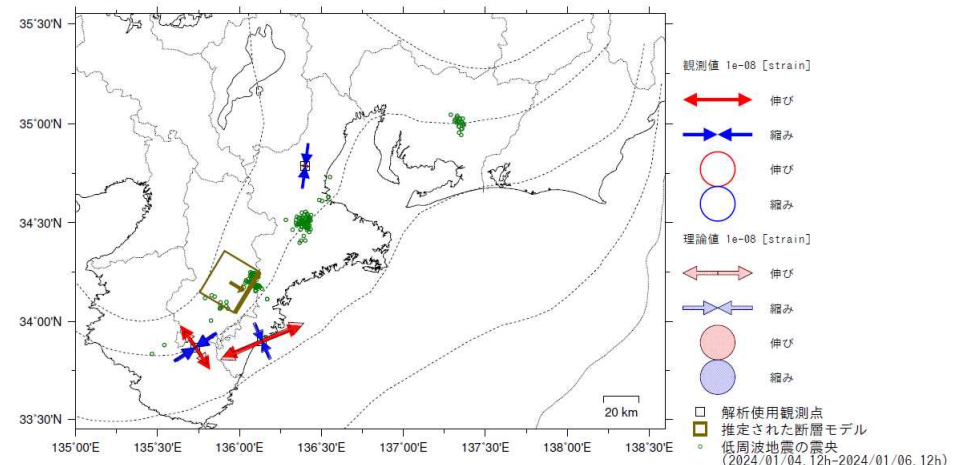 35°30'N
35°00'N
34°30'N
34°00'N
33°30'N
135°00'E
135°30'E
136°00'E
136°30'E
137°00'E
137°30'E
138°00'E
138°30'E
20 km
観測値 1e-08 [strain]
伸び
縮み
伸び
縮み
理論値 1e-08 [strain]
伸び
縮み
伸び
縮み
解析使用観測点
推定された断層モデル
低周波地震の震央
(2024/01/04.12h-2024/01/06.12h)